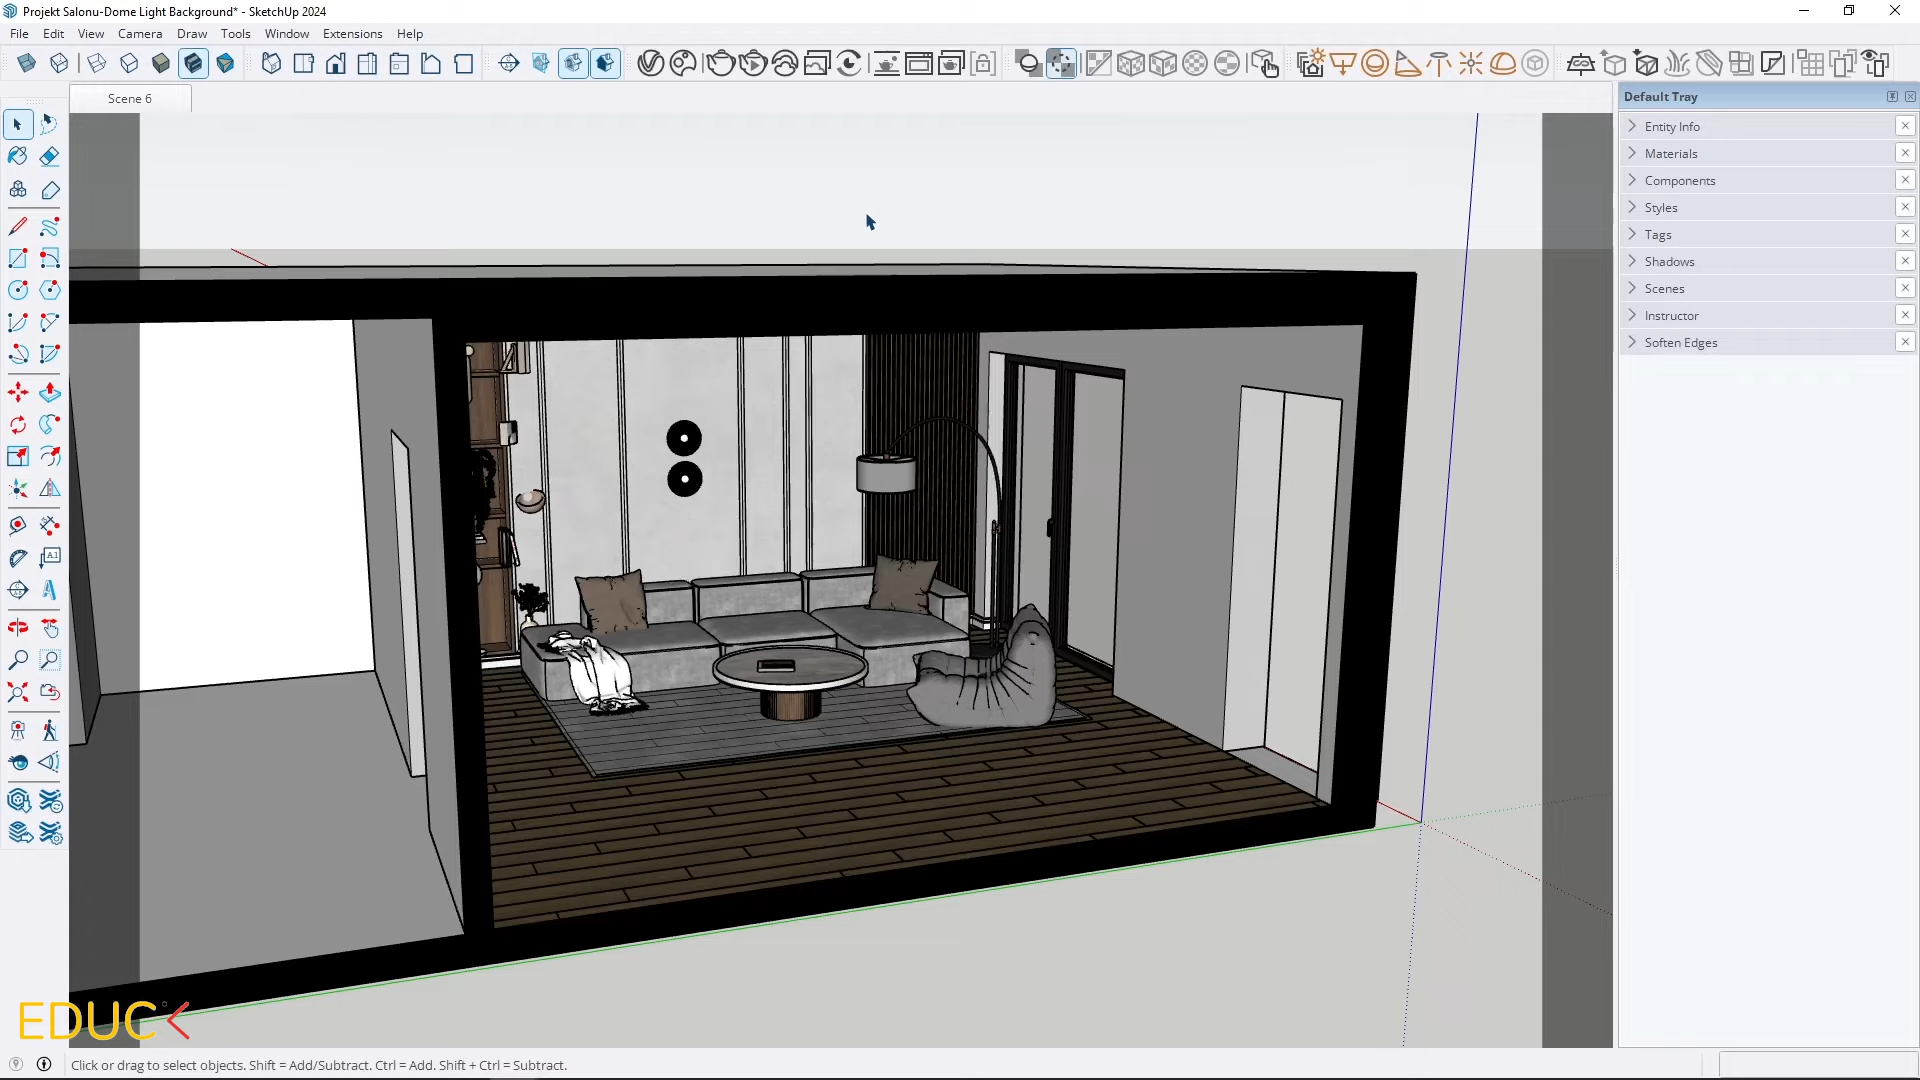 Projekt Salonu-Dome Light Background* - SketchUp 2024
File Edit View Camera Draw Tools Window Extensions Help
Scene 6
Default Tray
Entity Info
Materials
Components
Styles
Tags
Shadows
Scenes
Instructor
Soften Edges
EDUC
Click or drag to select objects. Shift = Add/Subtract. Ctrl = Add. Shift + Ctrl = Subtract.